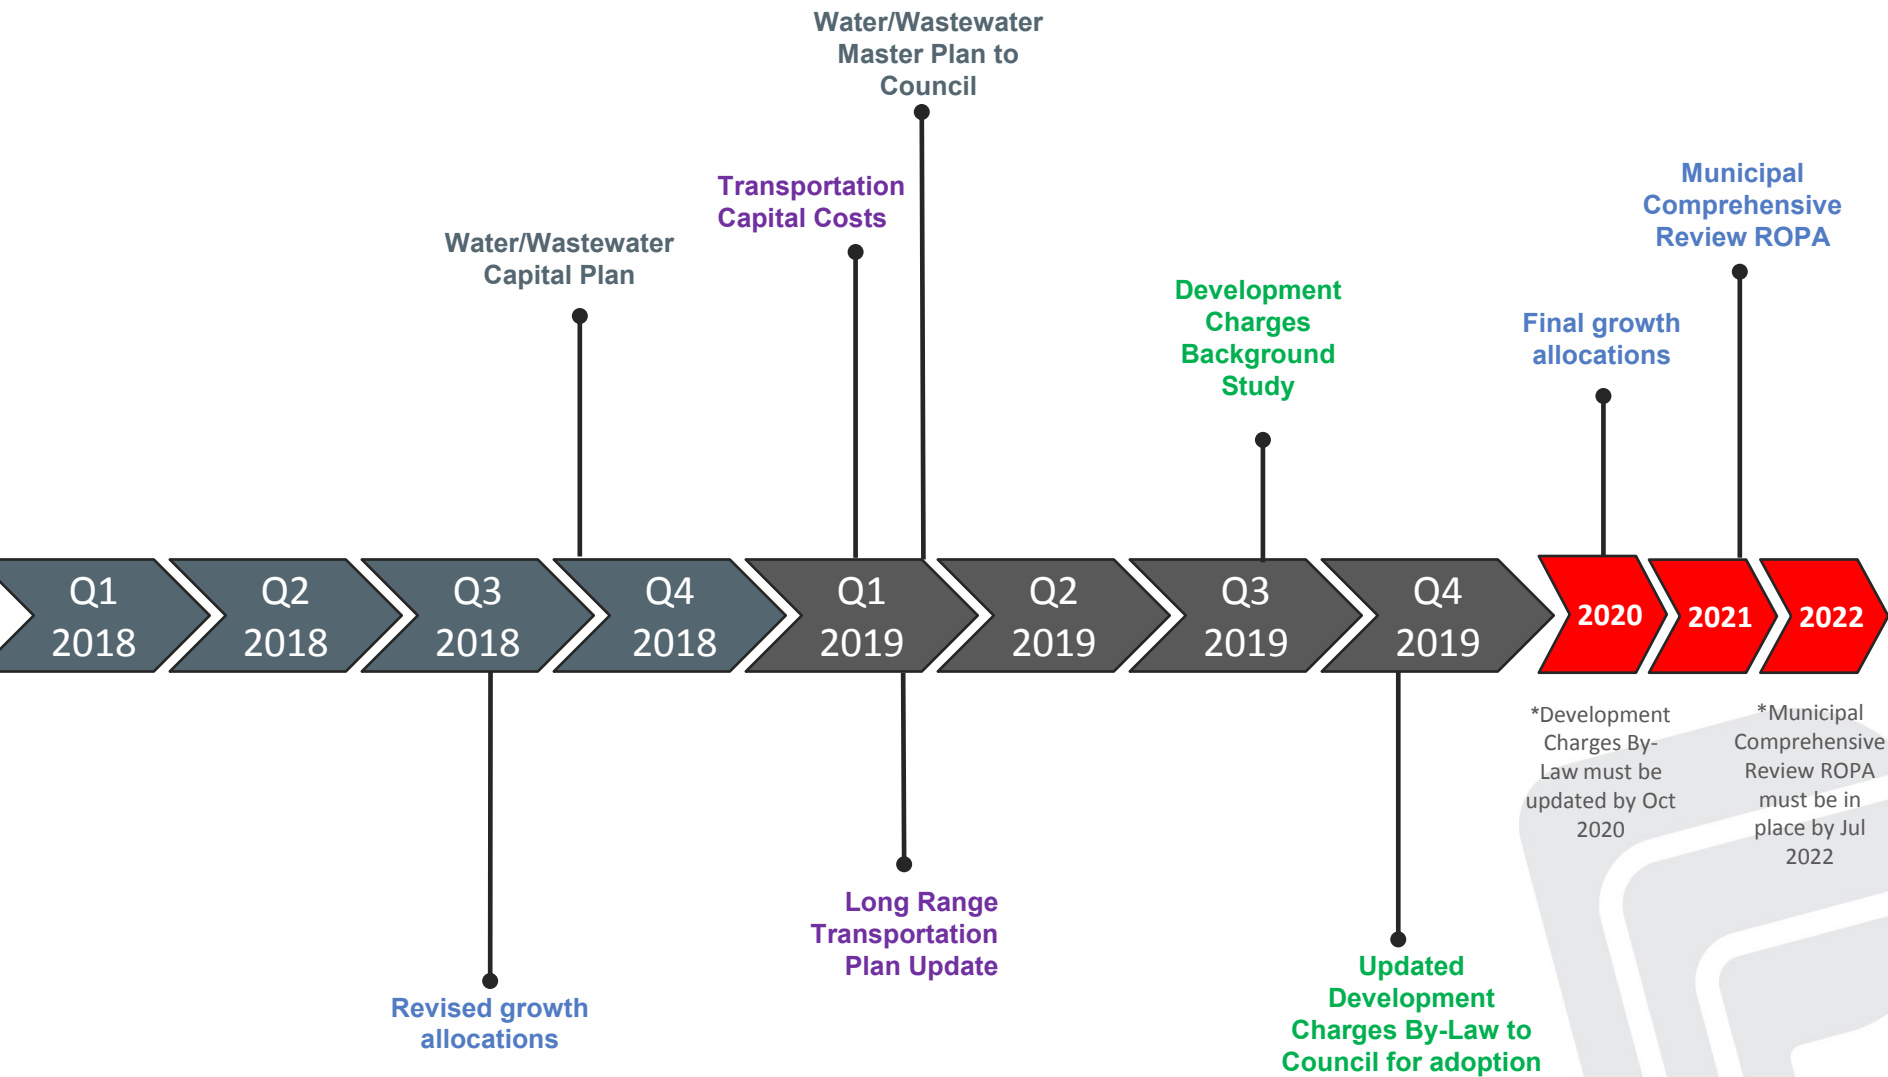 Water/Wastewater
Master Plan to
Council
Transportation
Capital Costs
Water/Wastewater
Capital Plan
Municipal
Comprehensive
Review ROPA
Development
Charges
Background
Study
Final growth
allocations
Q1
2018
Q2
2018
Q3
2018
Q4
2018
Q1
2019
Q2
2019
Q3
2019
Q4
2019
2020
2021
2022
*Development
Charges By-
Law must be
updated by Oct
2020
*Municipal
Comprehensive
Review ROPA
must be in
place by Jul
2022
Revised growth
allocations
Long Range
Transportation
Plan Update
Updated
Development
Charges By-Law to
Council for adoption